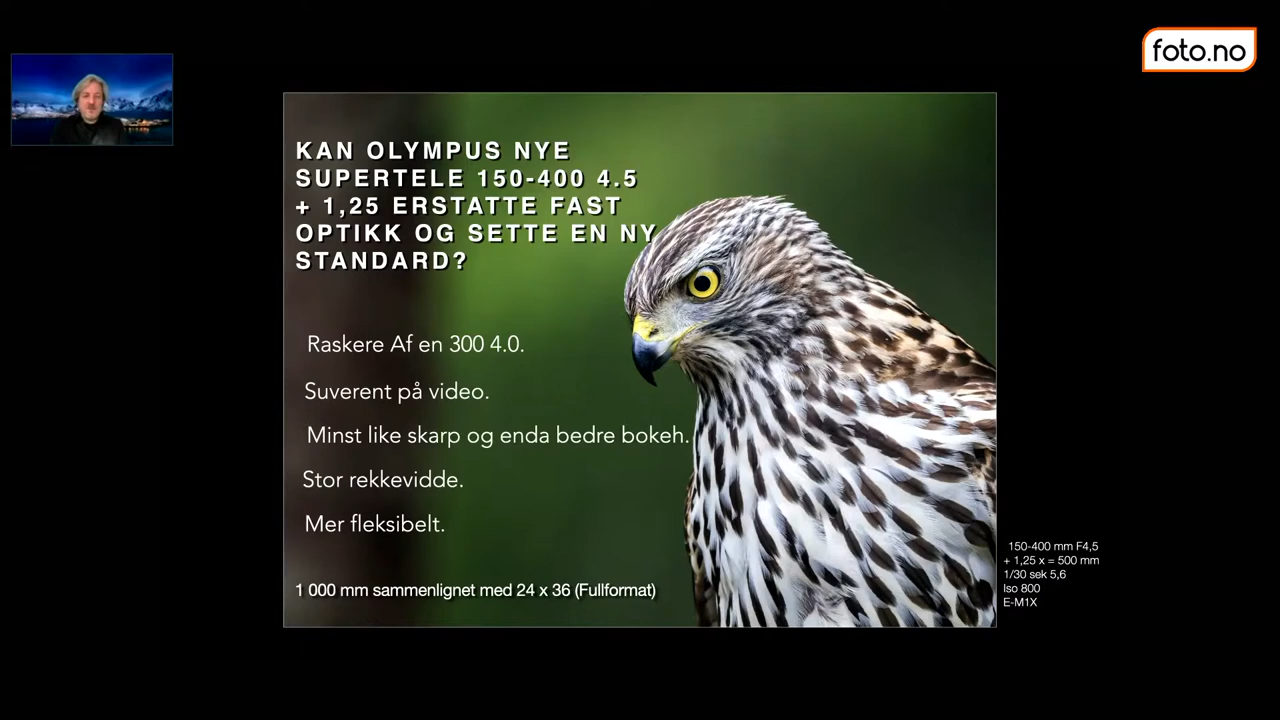 foto.no
KAN OLYMPUS NYE
SUPERTELE 150-400 4.5
+ 1,25 ERSTATTE FAST
OPTIKK OG SETTE EN NY
STANDARD?
Raskere Af en 300 4.0.
Suverent på video.
Minst like skarp og enda bedre bokeh.
Stor rekkevidde.
Mer fleksibelt.
1 000 mm sammenlignet med 24 x 36 (Fullformat)
150-400 mm F4,5
+ 1,25 x = 500 mm
1/30 sek 5,6
Iso 800
E-M1X